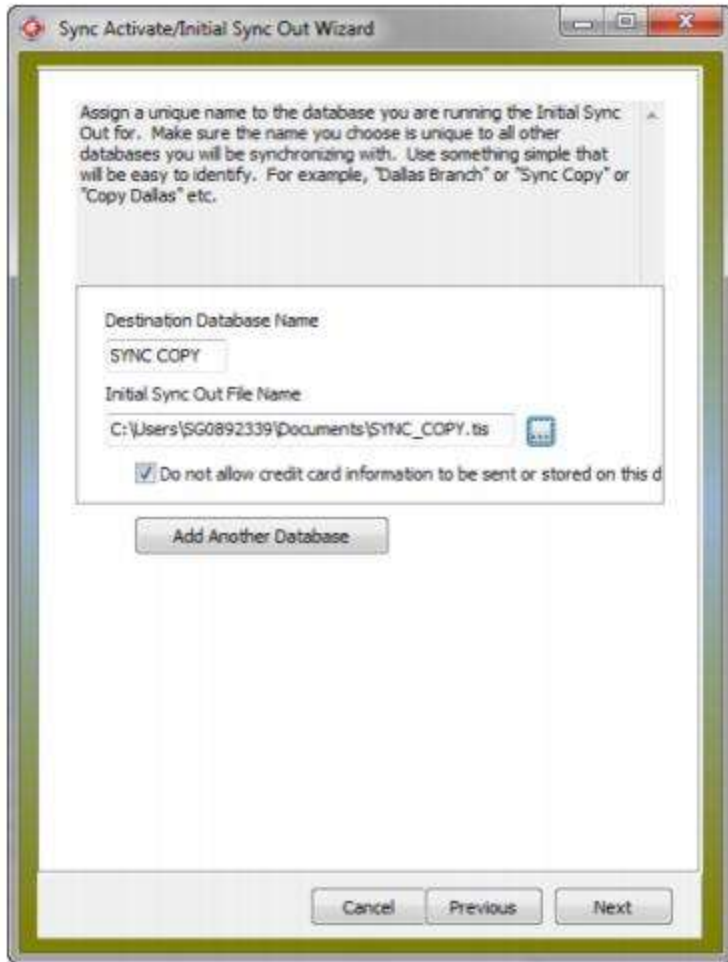 Sync Activate/Initial Sync Out Wizard
Assign a unique name to the database you are running the Initial Sync
Out for. Make sure the name you choose is unique to all other
databases you will be synchronizing with. Use something simple that
will be easy to identify. For example, "Dallas Branch" or "Sync Copy" or
"Copy Dallas" etc.
Destination Database Name
SYNC COPY
Initial Sync Out File Name
C:\Users\SG0892339\Documents\SYNC_COPY.tis
...
Do not allow credit card information to be sent or stored on this d
Add Another Database
Cancel
Previous
Next